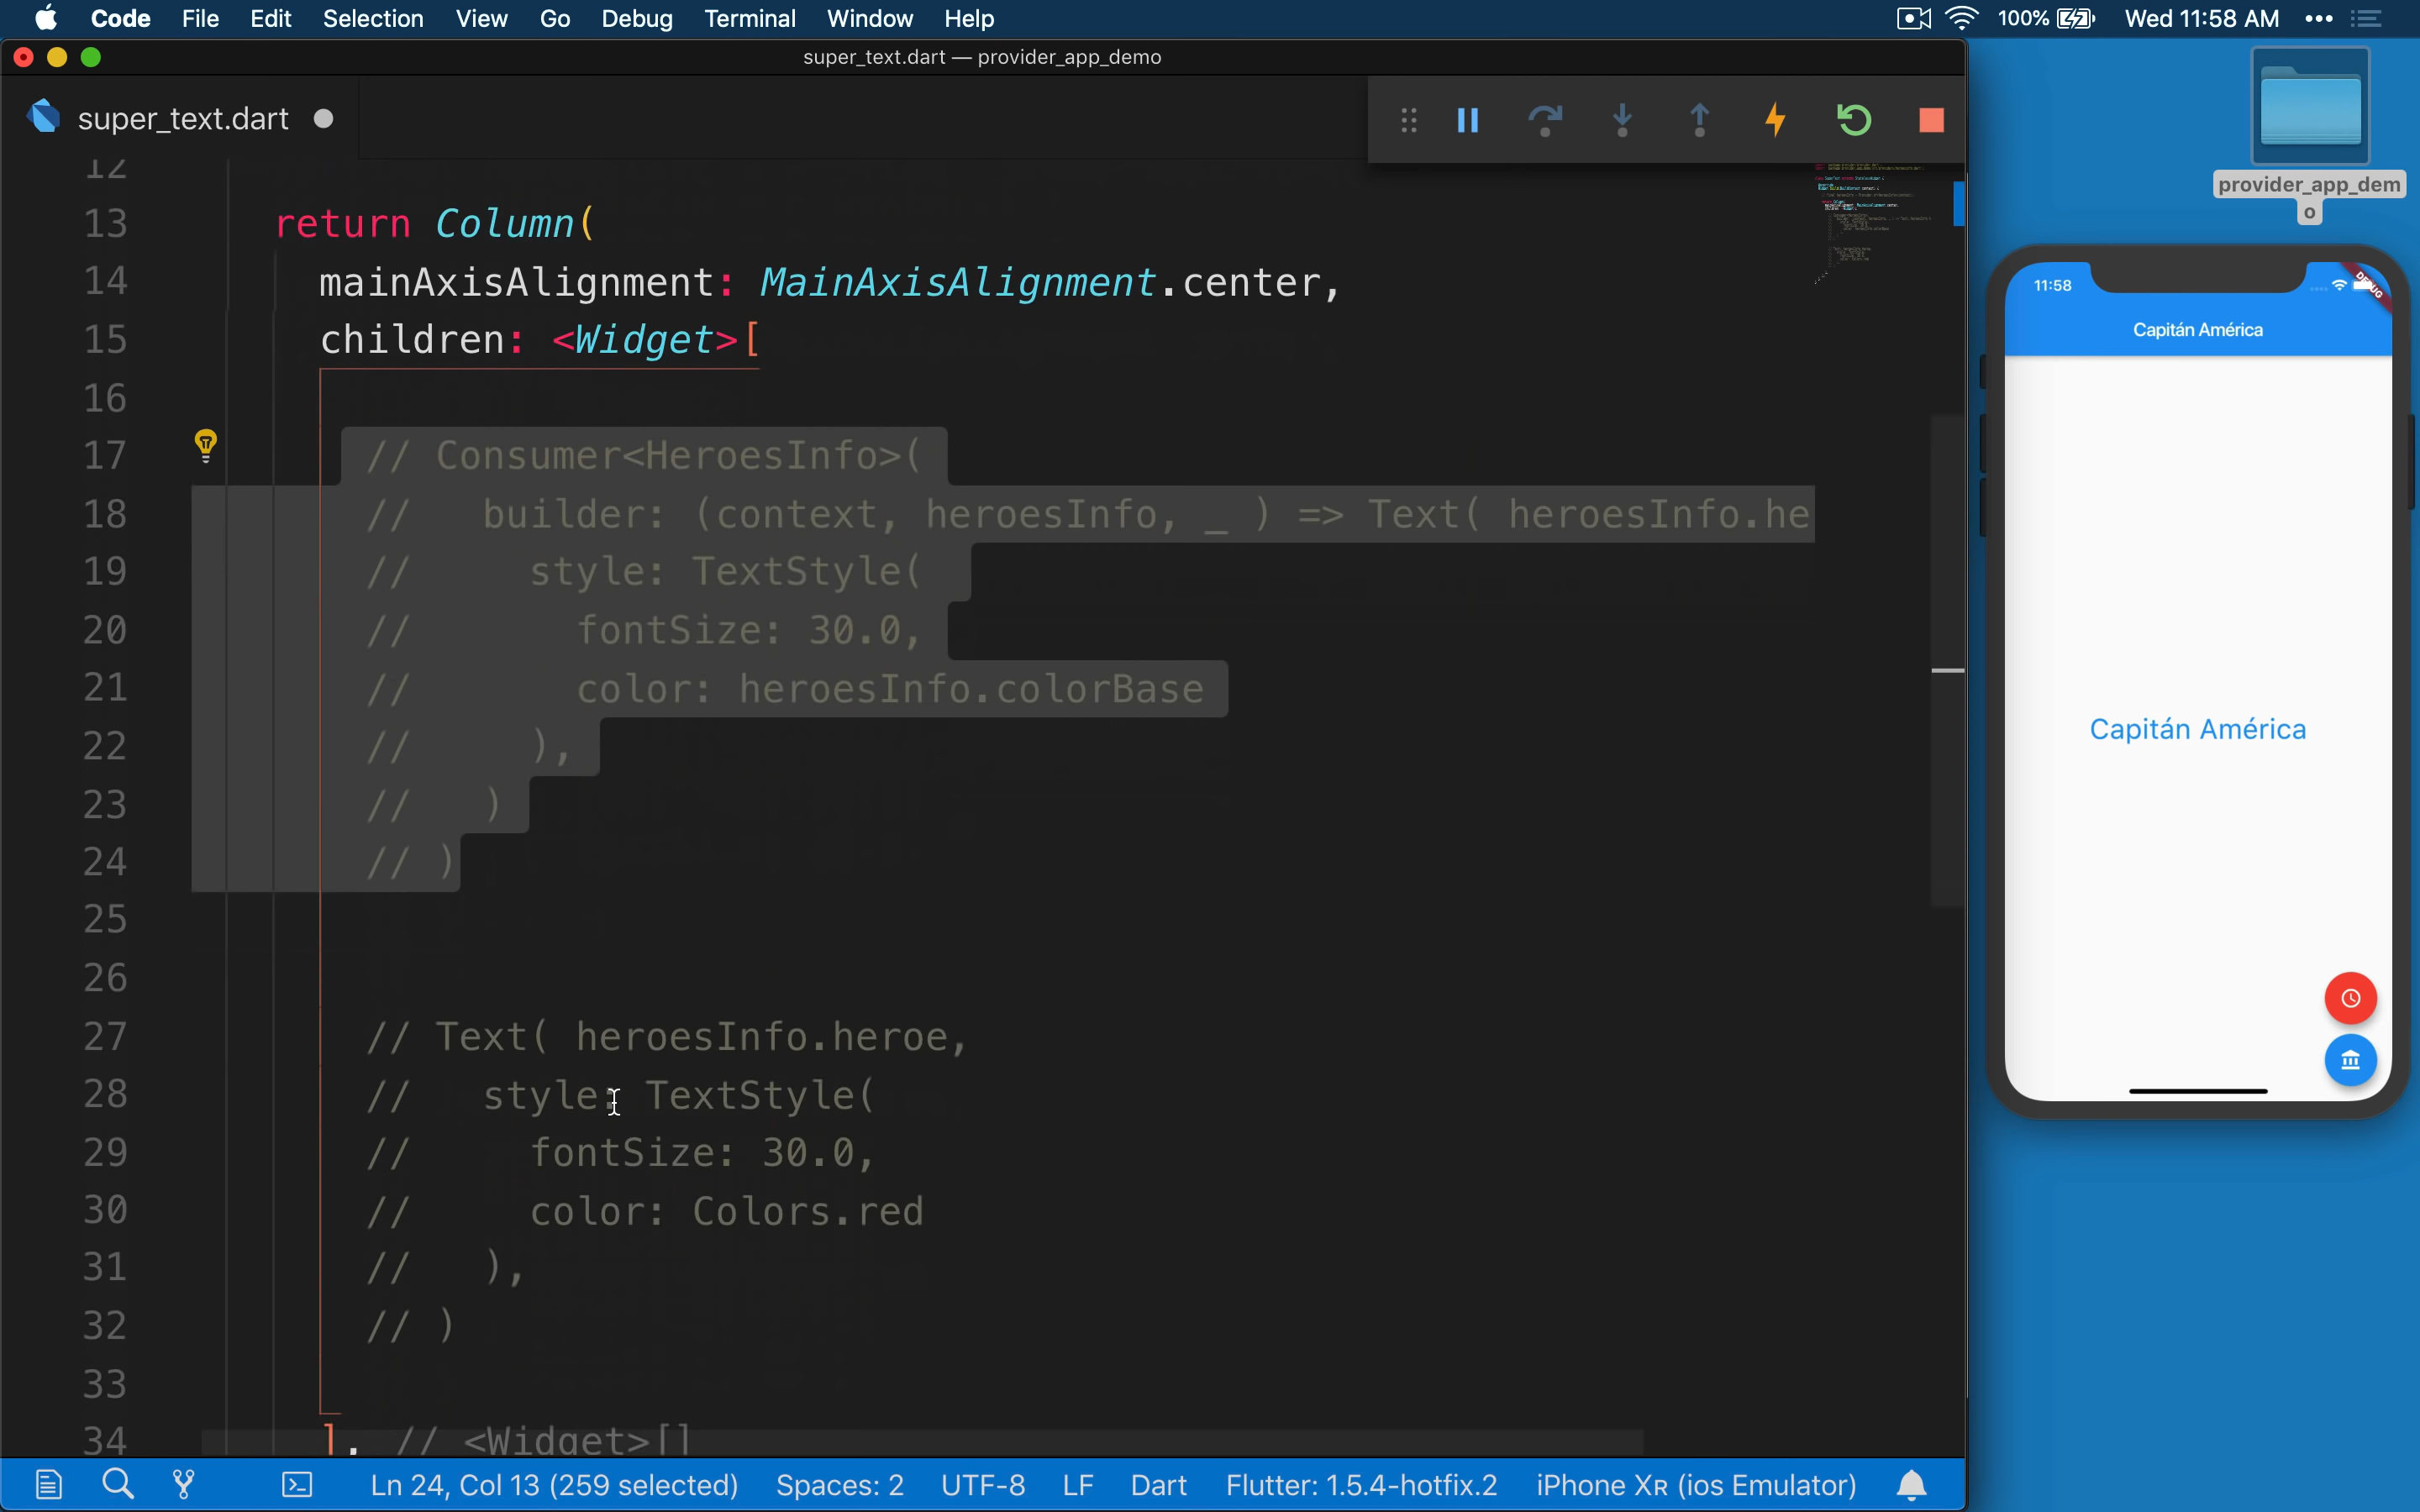 Code File Edit Selection View Go Debug Terminal Window Help 100% Wed 11:58 AM
super_text.dart — provider_app_demo
super_text.dart
12
13 return Column(
14 mainAxisAlignment: MainAxisAlignment.center,
15 children: <Widget>[
16
17 // Consumer<HeroesInfo>(
18 // builder: (context, heroesInfo, _ ) => Text( heroesInfo.he
19 // style: TextStyle(
20 // fontSize: 30.0,
21 // color: heroesInfo.colorBase
22 // ),
23 // )
24 // )
25
26
27 // Text( heroesInfo.heroe,
28 // style: TextStyle(
29 // fontSize: 30.0,
30 // color: Colors.red
31 // ),
32 // )
33
34 ], // <Widget>[]
Ln 24, Col 13 (259 selected) Spaces: 2 UTF-8 LF Dart Flutter: 1.5.4-hotfix.2 iPhone XR (ios Emulator)
provider_app_dem
o
11:58
DEBUG
Capitán América
Capitán América